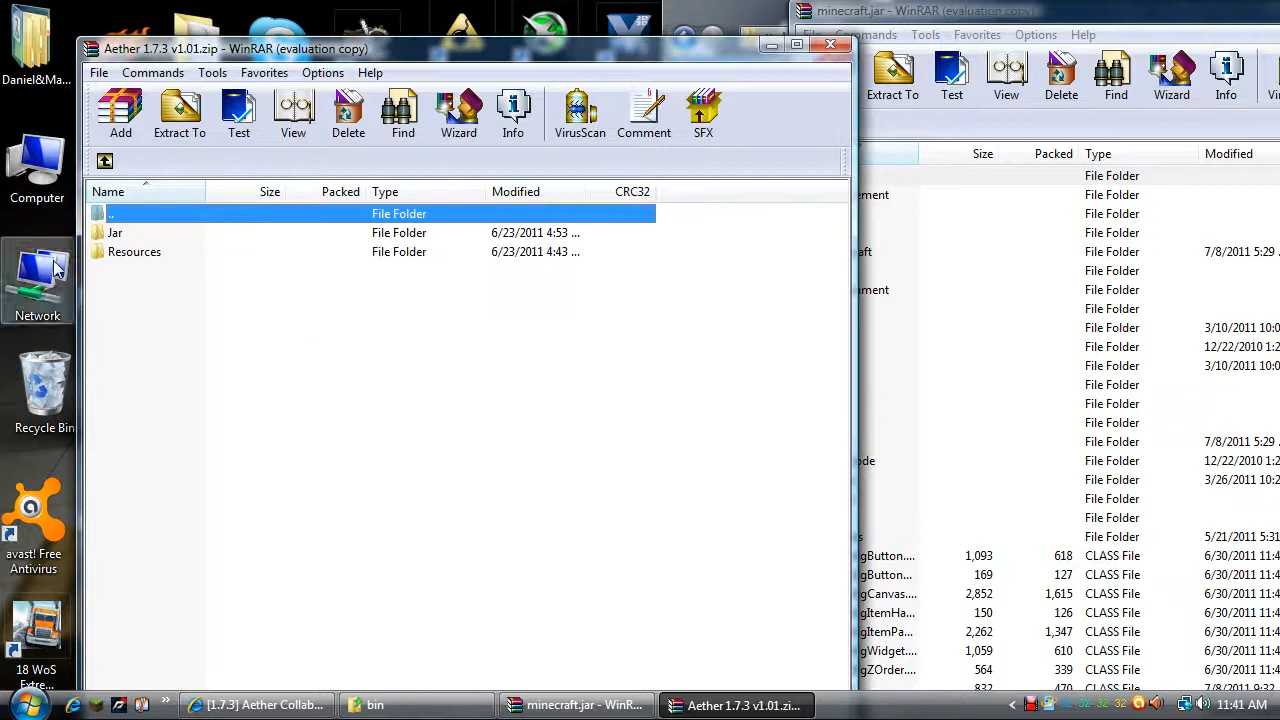 Daniel&Ma...
Computer
Network
Recycle Bin
avast! Free
Antivirus
18 WoS
Extre...
Aether 1.7.3 v1.01.zip - WinRAR (evaluation copy)
File Commands Tools Favorites Options Help
Add Extract To Test View Delete Find Wizard Info VirusScan Comment SFX
Name Size Packed Type Modified CRC32
.. File Folder
Jar File Folder 6/23/2011 4:53 ...
Resources File Folder 6/23/2011 4:43 ...
minecraft.jar - WinRAR (evaluation copy)
Commands Tools Favorites Options Help
Extract To Test View Delete Find Wizard Info
Size Packed Type Modified
File Folder
nment File Folder
File Folder
File Folder
aft File Folder 7/8/2011 5:29 ..
File Folder
nment File Folder
File Folder
File Folder 3/10/2011 10:0
File Folder 12/22/2010 1:2
File Folder 3/10/2011 10:0
File Folder
File Folder
File Folder
File Folder 7/8/2011 5:29 ..
ode File Folder 12/22/2010 1
File Folder 3/26/2011 10:2
File Folder
File Folder
s File Folder 5/21/2011 5:31
gButton.... 1,093 618 CLASS File 6/30/2011 11:4
gButton... 169 127 CLASS File 6/30/2011 11:4
gCanvas.... 2,852 1,615 CLASS File 6/30/2011 11:4
gItemHa... 150 126 CLASS File 6/30/2011 11:4
gItemPa... 2,262 1,347 CLASS File 6/30/2011 11:4
gWidget.... 1,059 610 CLASS File 6/30/2011 11:4
gZOrder.... 564 339 CLASS File 6/30/2011 11:4
832 470 CLASS File 7/8/2011 9:32
[1.7.3] Aether Collab... bin minecraft.jar - WinR... Aether 1.7.3 v1.01.zi... 32 32 32 32 11:41 AM